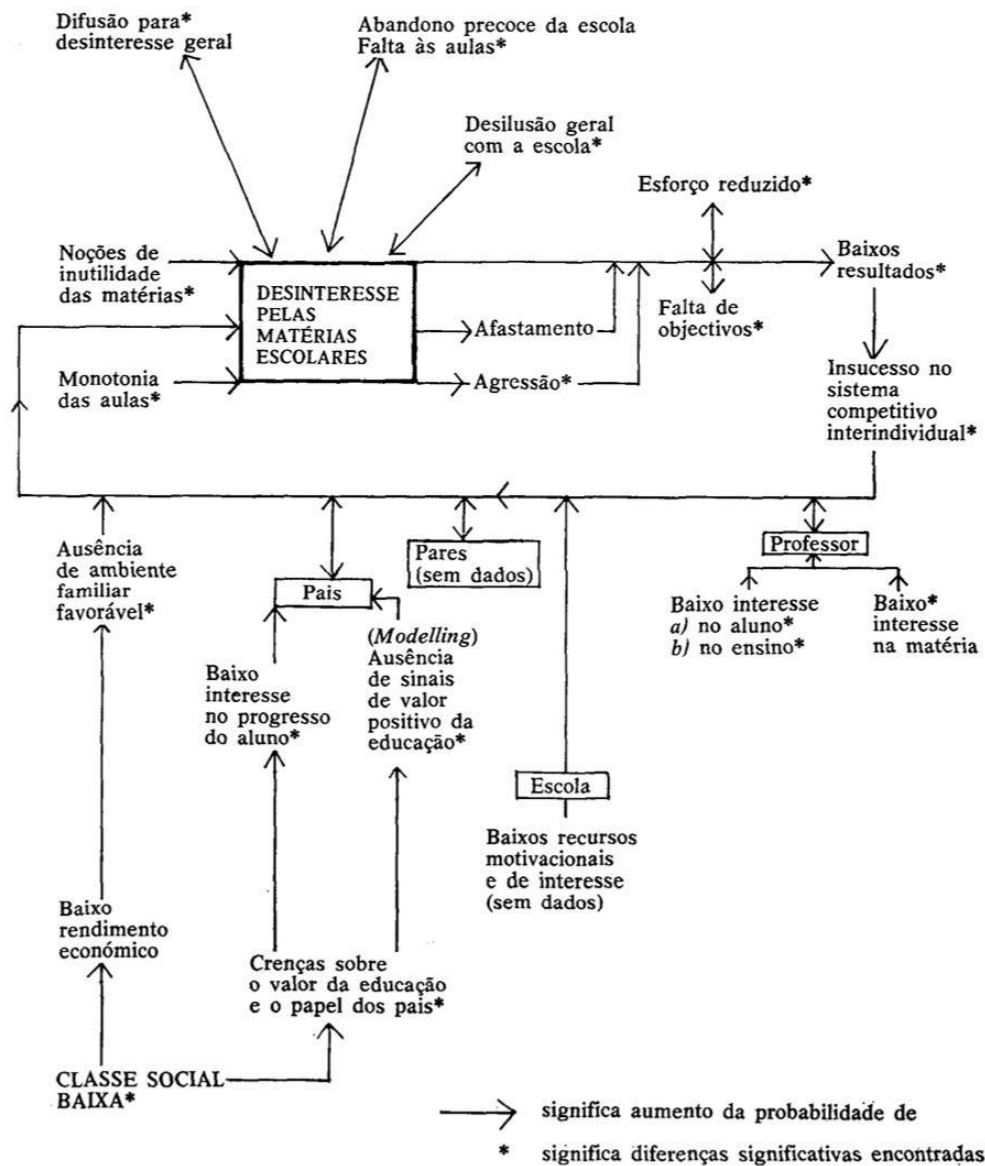 Difusão para*
desinteresse geral
Abandono precoce da escola
Falta às aulas*
Desilusão geral
com a escola*
Esforço reduzido*
Noções de
inutilidade
das matérias*
DESINTERESSE
PELAS
MATÉRIAS
ESCOLARES
Baixos
resultados*
Afastamento
Falta de
objectivos*
Monotonia
das aulas*
Agressão*
Insucesso no
sistema
competitivo
interindividual*
Ausência
de ambiente
familiar
favorável*
Pais
Pares
(sem dados)
Professor
Baixo interesse
a) no aluno*
b) no ensino*
Baixo*
interesse
na matéria
Baixo
interesse
no progresso
do aluno*
(Modelling)
Ausência
de sinais
de valor
positivo da
educação*
Escola
Baixos recursos
motivacionais
e de interesse
(sem dados)
Baixo
rendimento
económico
Crenças sobre
o valor da educação
e o papel dos pais*
CLASSE SOCIAL
BAIXA*
significa aumento da probabilidade de
* significa diferenças significativas encontradas